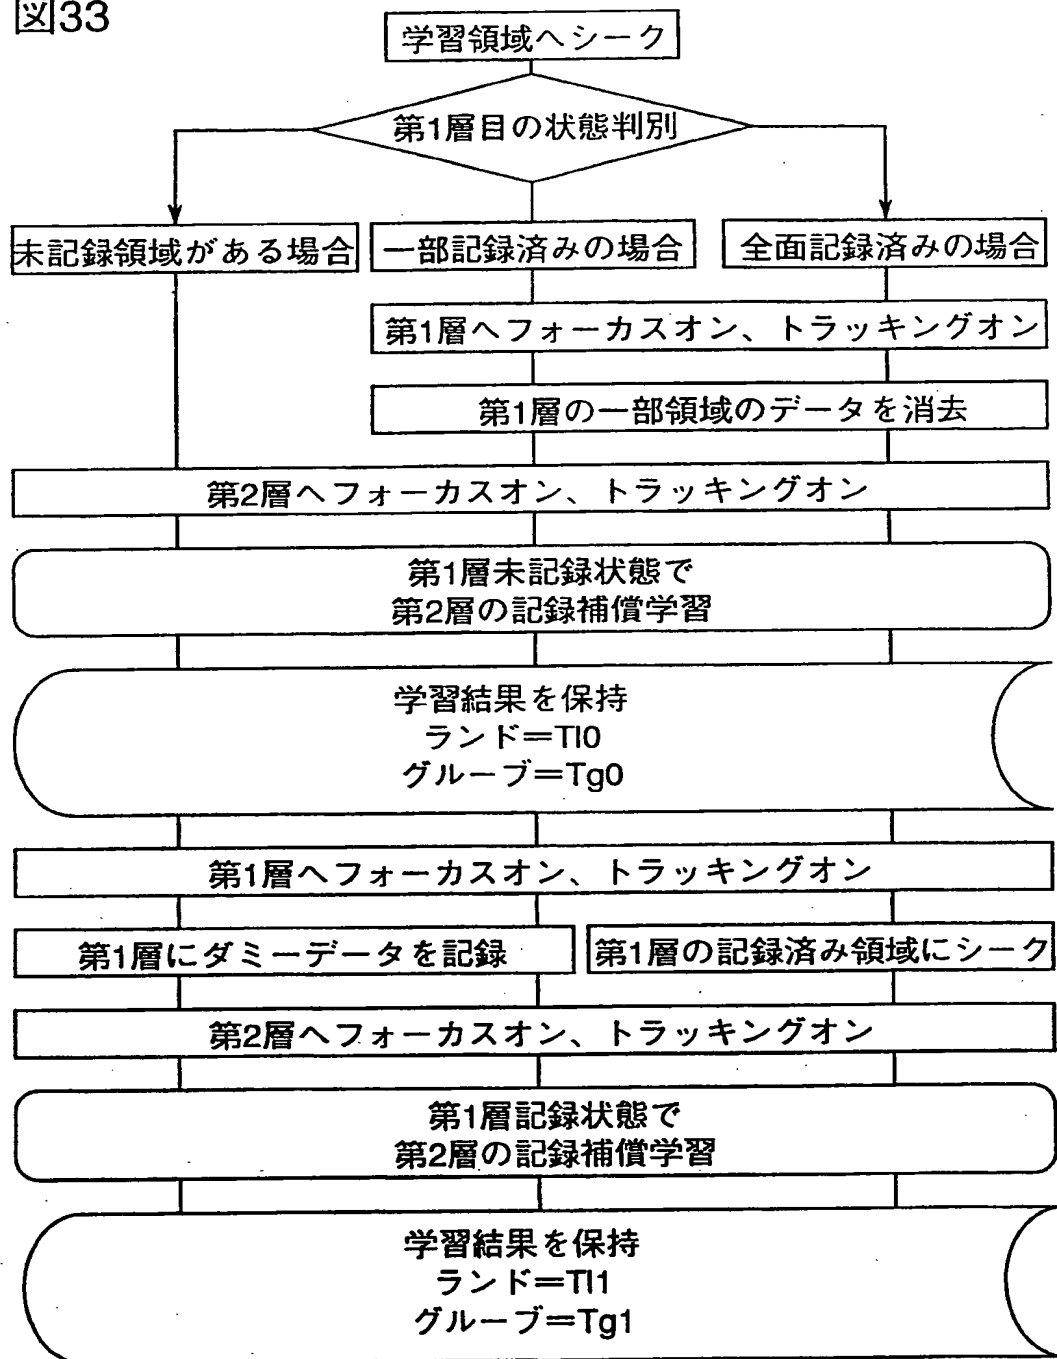 図33
学習領域へシーク
第1層目の状態判別
未記録領域がある場合
一部記録済みの場合
全面記録済みの場合
第1層へフォーカスオン、トラッキングオン
第1層の一部領域のデータを消去
第2層へフォーカスオン、トラッキングオン
第1層未記録状態で
第2層の記録補償学習
学習結果を保持
ランド=Tl0
グルーブ=Tg0
第1層へフォーカスオン、トラッキングオン
第1層にダミーデータを記録
第1層の記録済み領域にシーク
第2層へフォーカスオン、トラッキングオン
第1層記録状態で
第2層の記録補償学習
学習結果を保持
ランド=Tl1
グルーブ=Tg1